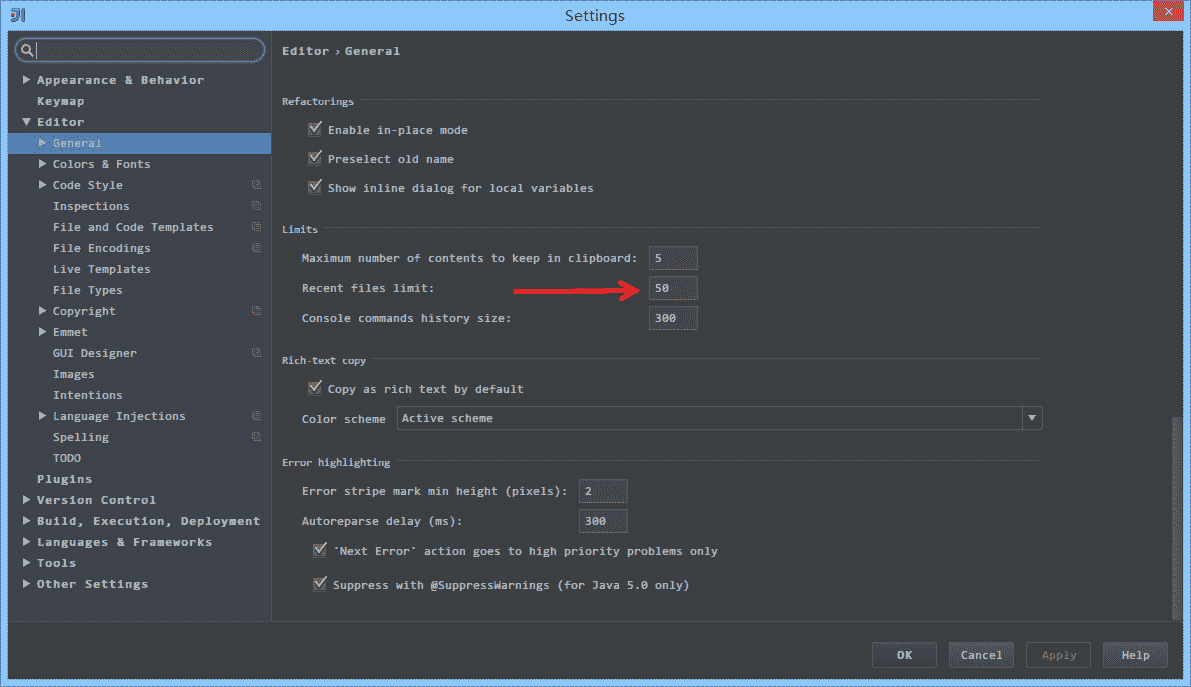 Settings
Editor › General
Appearance & Behavior
Keymap
Editor
General
Colors & Fonts
Code Style
Inspections
File and Code Templates
File Encodings
Live Templates
File Types
Copyright
Emmet
GUI Designer
Images
Intentions
Language Injections
Spelling
TODO
Plugins
Version Control
Build, Execution, Deployment
Languages & Frameworks
Tools
Other Settings
Refactorings
Enable in-place mode
Preselect old name
Show inline dialog for local variables
Limits
Maximum number of contents to keep in clipboard: 5
Recent files limit: 50
Console commands history size: 300
Rich-text copy
Copy as rich text by default
Color scheme Active scheme
Error highlighting
Error stripe mark min height (pixels): 2
Autoreparse delay (ms): 300
'Next Error' action goes to high priority problems only
Suppress with @SuppressWarnings (for Java 5.0 only)
OK Cancel Apply Help